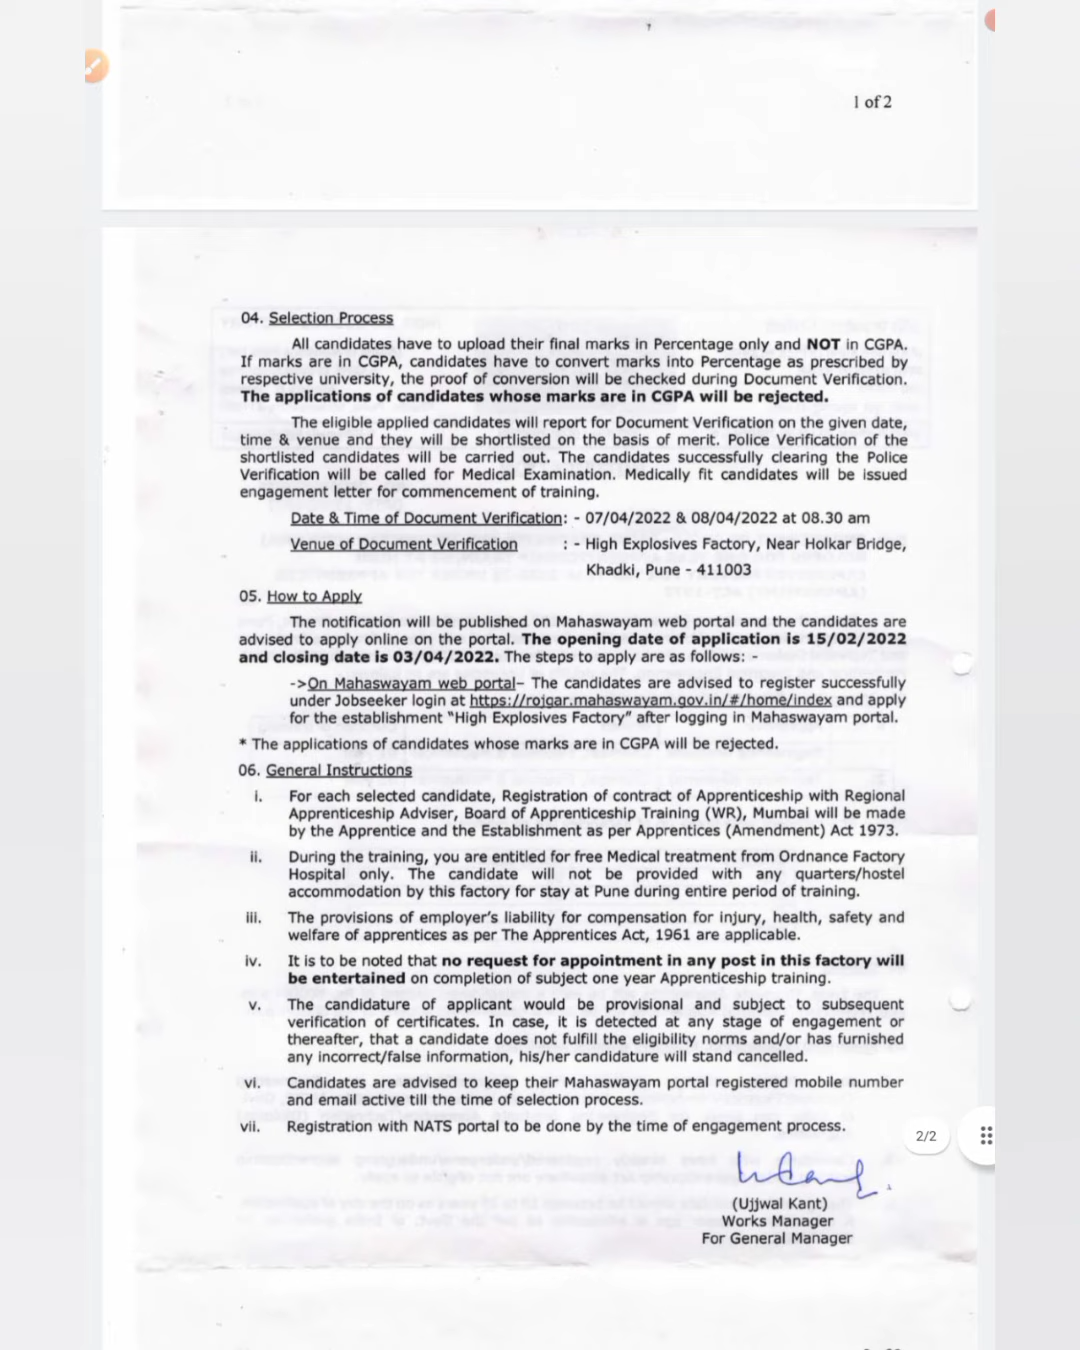 1 of 2
04. Selection Process
All candidates have to upload their final marks in Percentage only and NOT in CGPA.
If marks are in CGPA, candidates have to convert marks into Percentage as prescribed by
respective university, the proof of conversion will be checked during Document Verification.
The applications of candidates whose marks are in CGPA will be rejected.
The eligible applied candidates will report for Document Verification on the given date,
time & venue and they will be shortlisted on the basis of merit. Police Verification of the
shortlisted candidates will be carried out. The candidates successfully clearing the Police
Verification will be called for Medical Examination. Medically fit candidates will be issued
engagement letter for commencement of training.
Date & Time of Document Verification: - 07/04/2022 & 08/04/2022 at 08.30 am
Venue of Document Verification : - High Explosives Factory, Near Holkar Bridge,
Khadki, Pune - 411003
05. How to Apply
The notification will be published on Mahaswayam web portal and the candidates are
advised to apply online on the portal. The opening date of application is 15/02/2022
and closing date is 03/04/2022. The steps to apply are as follows: -
->On Mahaswayam web portal– The candidates are advised to register successfully
under Jobseeker login at https://rojgar.mahaswayam.gov.in/#/home/index and apply
for the establishment "High Explosives Factory" after logging in Mahaswayam portal.
* The applications of candidates whose marks are in CGPA will be rejected.
06. General Instructions
i. For each selected candidate, Registration of contract of Apprenticeship with Regional
Apprenticeship Adviser, Board of Apprenticeship Training (WR), Mumbai will be made
by the Apprentice and the Establishment as per Apprentices (Amendment) Act 1973.
ii. During the training, you are entitled for free Medical treatment from Ordnance Factory
Hospital only. The candidate will not be provided with any quarters/hostel
accommodation by this factory for stay at Pune during entire period of training.
iii. The provisions of employer's liability for compensation for injury, health, safety and
welfare of apprentices as per The Apprentices Act, 1961 are applicable.
iv. It is to be noted that no request for appointment in any post in this factory will
be entertained on completion of subject one year Apprenticeship training.
v. The candidature of applicant would be provisional and subject to subsequent
verification of certificates. In case, it is detected at any stage of engagement or
thereafter, that a candidate does not fulfill the eligibility norms and/or has furnished
any incorrect/false information, his/her candidature will stand cancelled.
vi. Candidates are advised to keep their Mahaswayam portal registered mobile number
and email active till the time of selection process.
vii. Registration with NATS portal to be done by the time of engagement process.
2/2
(Ujjwal Kant)
Works Manager
For General Manager